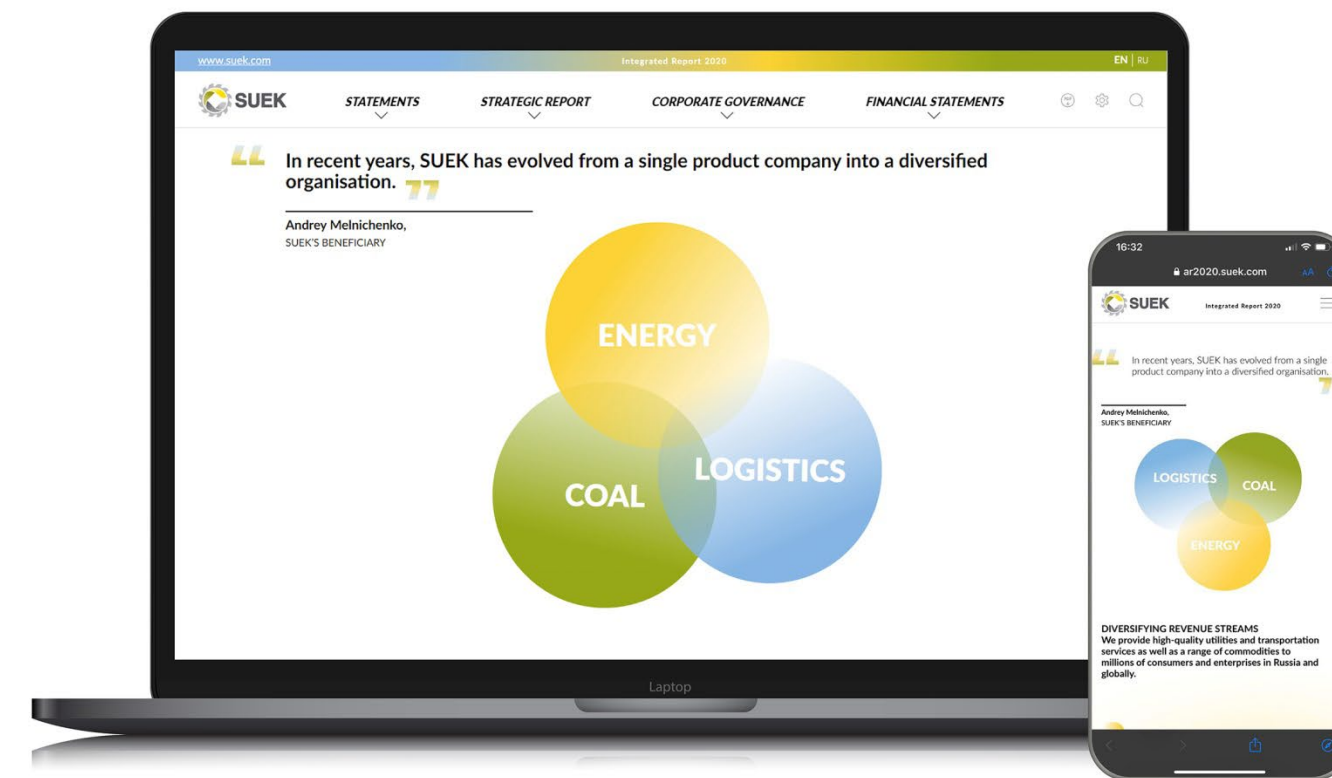 www.suek.com
Integrated Report 2020
EN | RU
SUEK
STATEMENTS
STRATEGIC REPORT
CORPORATE GOVERNANCE
FINANCIAL STATEMENTS
“ In recent years, SUEK has evolved from a single product company into a diversified
organisation. ”
Andrey Melnichenko,
SUEK'S BENEFICIARY
ENERGY
LOGISTICS
COAL
Laptop
16:32
ar2020.suek.com
AA
SUEK
Integrated Report 2020
“ In recent years, SUEK has evolved from a single
product company into a diversified organisation. ”
Andrey Melnichenko,
SUEK'S BENEFICIARY
LOGISTICS
COAL
ENERGY
DIVERSIFYING REVENUE STREAMS
We provide high-quality utilities and transportation
services as well as a range of commodities to
millions of consumers and enterprises in Russia and
globally.